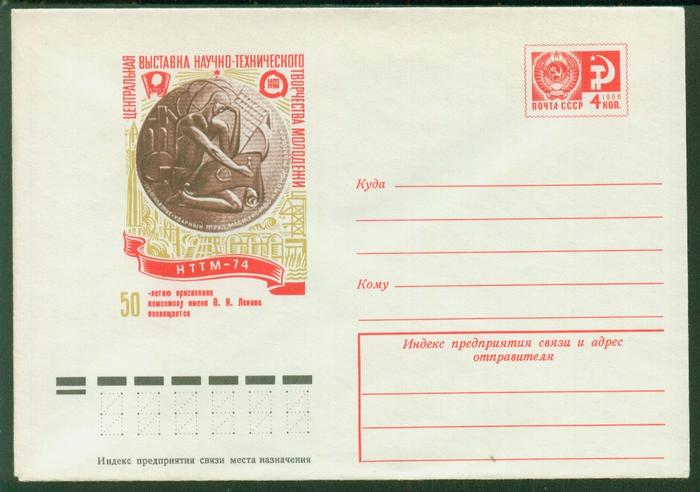 ЦЕНТРАЛЬНАЯ ВЫСТАВКА НАУЧНО-ТЕХНИЧЕСКОГО ТВОРЧЕСТВА МОЛОДЕЖИ
НТТМ
НТТМ-74
50 -летию присвоения
комсомолу имени В. И. Ленина
посвящается
ПОЧТА СССР
1966
4 КОП.
Куда
Кому
Индекс предприятия связи и адрес
отправителя
Индекс предприятия связи места назначения